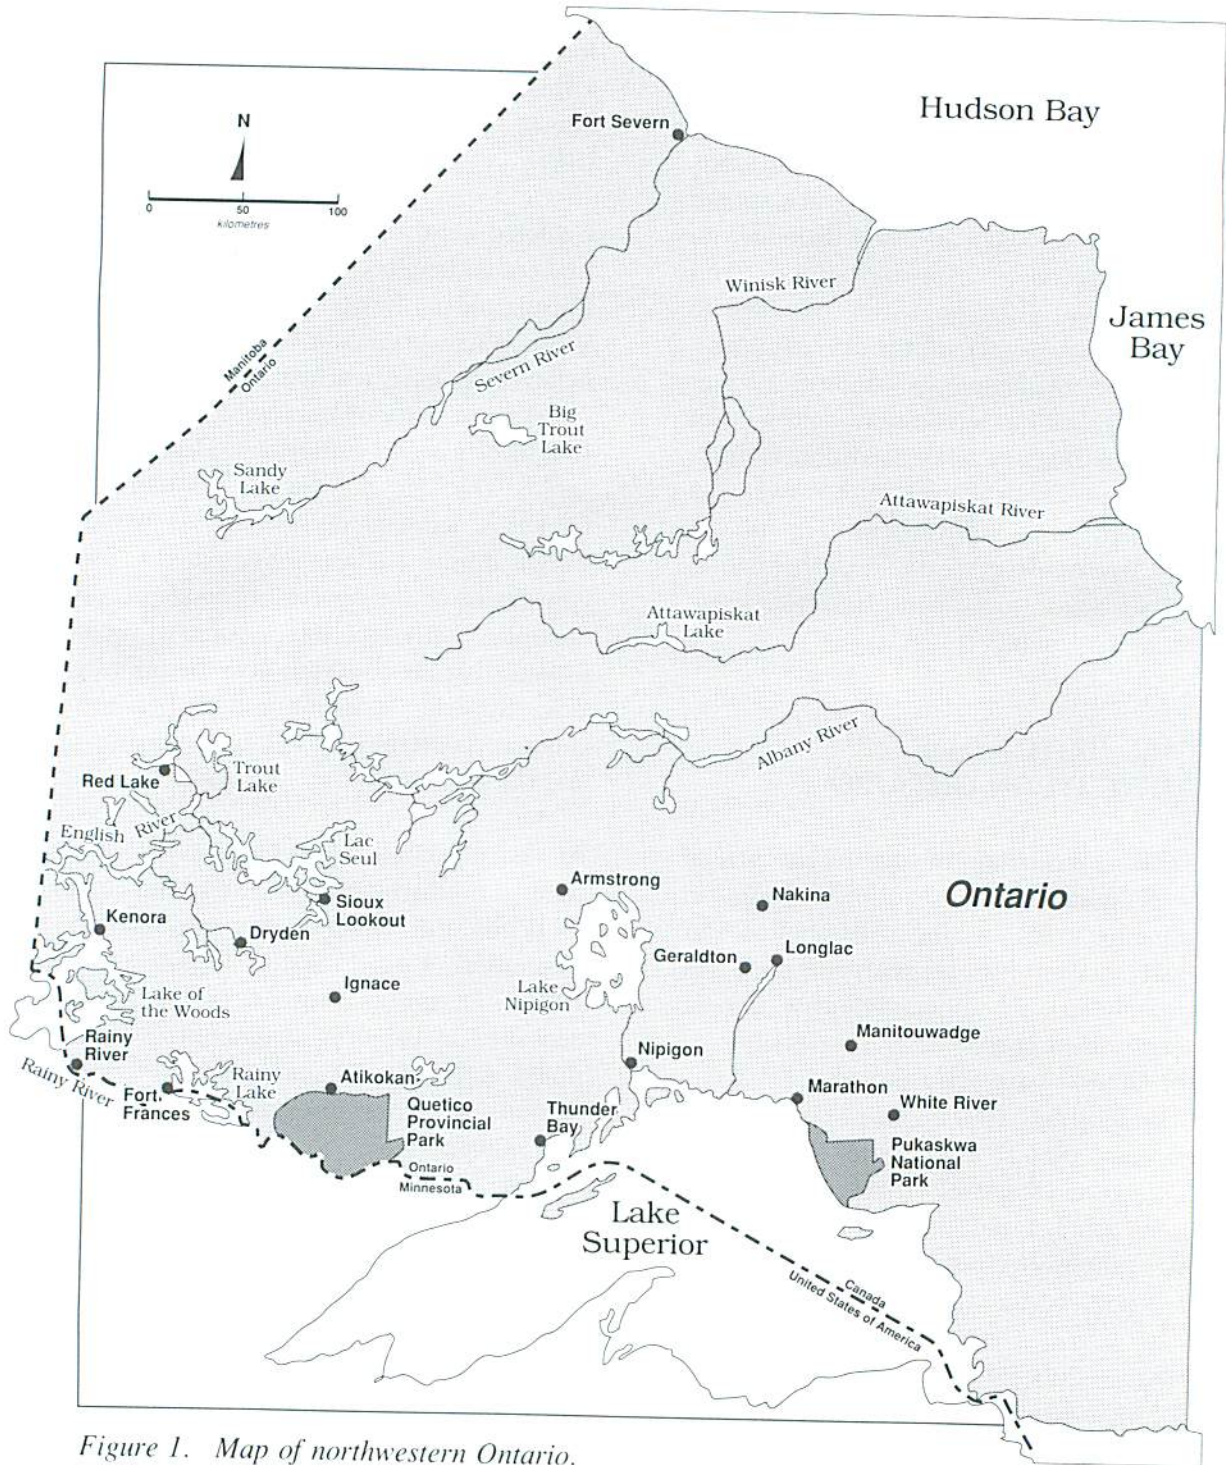 Hudson Bay
Fort Severn
N
0 50 100
kilometres
Winisk River
James
Bay
Manitoba
Ontario
Severn River
Big
Trout
Lake
Sandy
Lake
Attawapiskat River
Attawapiskat
Lake
Albany River
Trout
Lake
Red Lake
English River
Lac
Seul
Armstrong
Nakina
Ontario
Sioux
Lookout
Kenora
Dryden
Geraldton
Longlac
Ignace
Lake
Nipigon
Lake of
the Woods
Manitouwadge
Rainy
River
Nipigon
Rainy River
Rainy
Lake
Atikokan
Fort
Frances
Marathon
White River
Quetico
Provincial
Park
Thunder
Bay
Pukaskwa
National
Park
Ontario
Minnesota
Lake
Superior
Canada
United States of America
Figure 1. Map of northwestern Ontario.